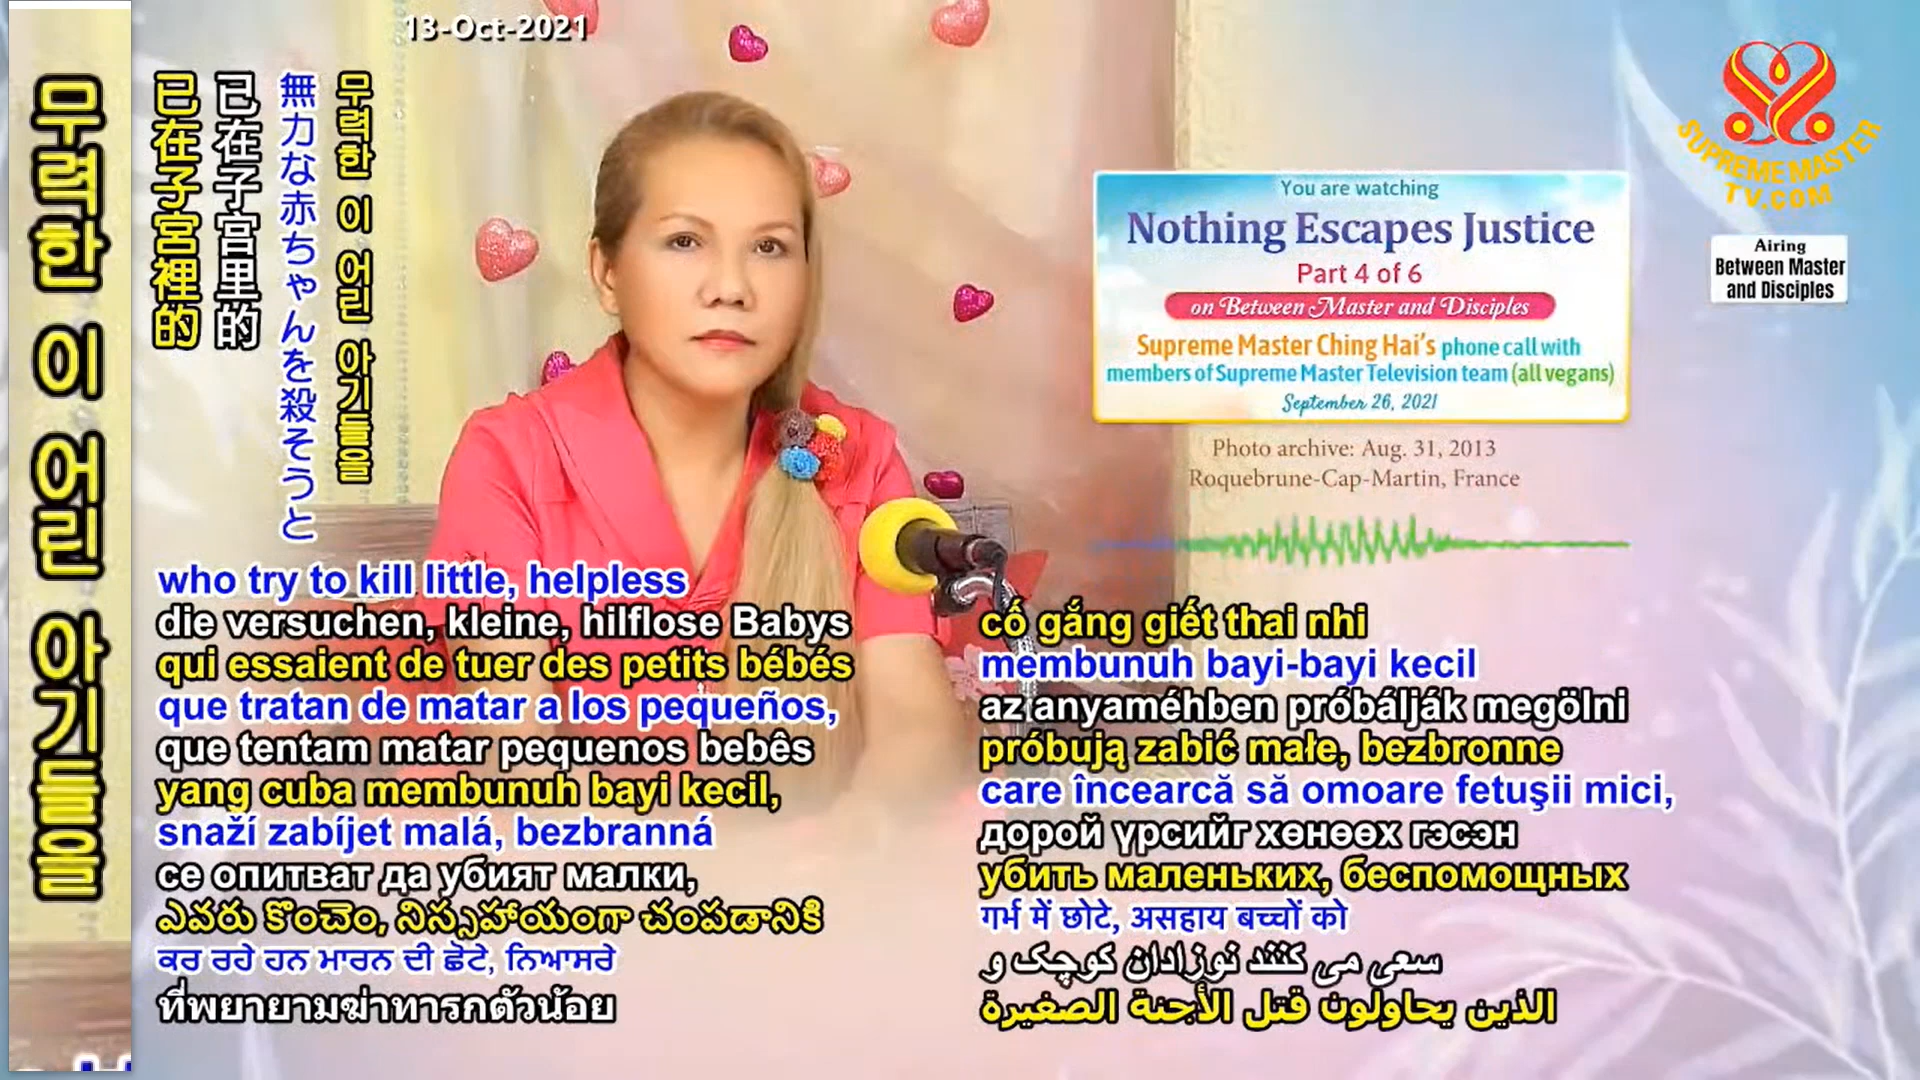 13-Oct-2021
무력한 이 어린 아기들을
已在子宮裡的
已在子宫里的
無力な赤ちゃんを殺そうと
무력한 이 어린 아기들을
SUPREME MASTER
TV.COM
Airing
Between Master
and Disciples
You are watching
Nothing Escapes Justice
Part 4 of 6
on Between Master and Disciples
Supreme Master Ching Hai's phone call with
members of Supreme Master Television team (all vegans)
September 26, 2021
Photo archive: Aug. 31, 2013
Roquebrune-Cap-Martin, France
who try to kill little, helpless
die versuchen, kleine, hilflose Babys
qui essaient de tuer des petits bébés
que tratan de matar a los pequeños,
que tentam matar pequenos bebês
yang cuba membunuh bayi kecil,
snaží zabíjet malá, bezbranná
се опитват да убият малки,
ఎవరు కొంచెం, నిస్సహాయంగా చంపడానికి
ਕਰ ਰਹੇ ਹਨ ਮਾਰਨ ਦੀ ਛੋਟੇ, ਨਿਆਸਰੇ
ที่พยายามฆ่าทารกตัวน้อย
cố gắng giết thai nhi
membunuh bayi-bayi kecil
az anyaméhben próbálják megölni
próbują zabić małe, bezbronne
care încearcă să omoare fetuşii mici,
дорой үрсийг хөнөөх гэсэн
убить маленьких, беспомощных
गर्भ में छोटे, असहाय बच्चों को
سعی می کنند نوزادان کوچک و
الذين يحاولون قتل الأجنة الصغيرة